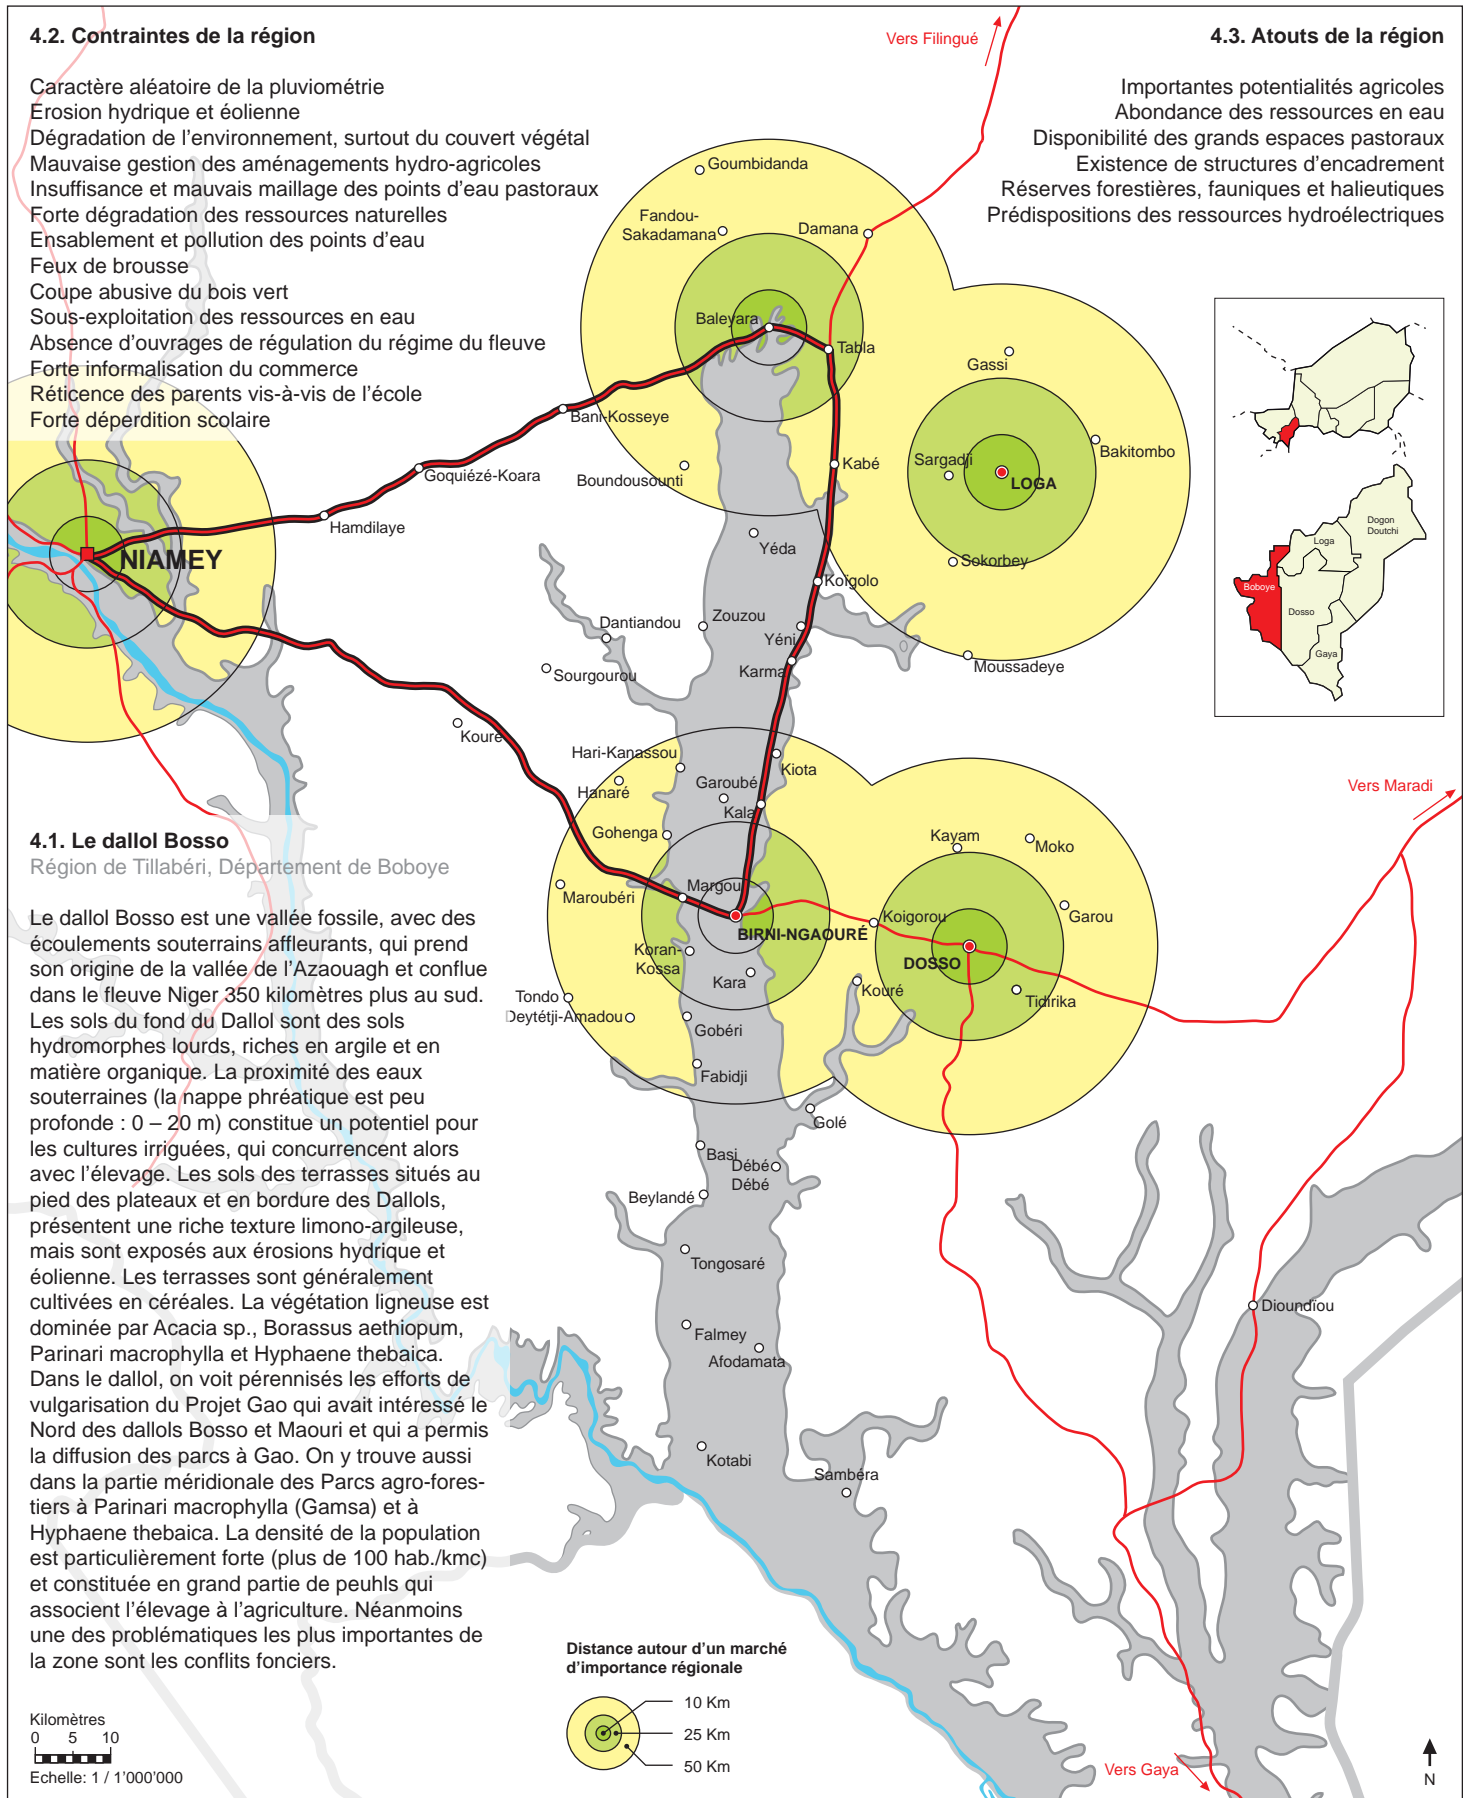 4.2. Contraintes de la région
Caractère aléatoire de la pluviométrie
Erosion hydrique et éolienne
Dégradation de l'environnement, surtout du couvert végétal
Mauvaise gestion des aménagements hydro-agricoles
Insuffisance et mauvais maillage des points d'eau pastoraux
Forte dégradation des ressources naturelles
Ensablement et pollution des points d'eau
Feux de brousse
Coupe abusive du bois vert
Sous-exploitation des ressources en eau
Absence d'ouvrages de régulation du régime du fleuve
Forte informalisation du commerce
Réticence des parents vis-à-vis de l'école
Forte déperdition scolaire
Vers Filingué
4.3. Atouts de la région
Importantes potentialités agricoles
Abondance des ressources en eau
Disponibilité des grands espaces pastoraux
Existence de structures d'encadrement
Réserves forestières, fauniques et halieutiques
Prédispositions des ressources hydroélectriques
Goumbidanda
Fandou-
Sakadamana
Damana
Baleyara
Tabla
Gassi
Bani-Kosseye
Bakitombo
Goquiézé-Koara
Boundousounti
Kabé
Sargadji
LOGA
Hamdilaye
Yéda
NIAMEY
Sokorbey
Koïgolo
Zouzou
Dantiandou
Yéni
Karma
Moussadeye
Sourgourou
Kouré
Hari-Kanassou
Kiota
Hanaré
Garoubé
Kala
Gohenga
Kayam
Moko
Maroubéri
Margou
Garou
Koigorou
BIRNI-NGAOURÉ
DOSSO
Koran-
Kossa
Kara
Kouré
Tidirika
Tondo
Deytétji-Amadou
Gobéri
Fabidji
Golé
Basi
Débé
Débé
Beylandé
Tongosaré
Dioundiou
Falmey
Afodamata
Kotabi
Sambéra
Dogon
Doutchi
Loga
Boboye
Dosso
Gaya
Vers Maradi
4.1. Le dallol Bosso
Région de Tillabéri, Département de Boboye
Le dallol Bosso est une vallée fossile, avec des
écoulements souterrains affleurants, qui prend
son origine de la vallée de l'Azaouagh et conflue
dans le fleuve Niger 350 kilomètres plus au sud.
Les sols du fond du Dallol sont des sols
hydromorphes lourds, riches en argile et en
matière organique. La proximité des eaux
souterraines (la nappe phréatique est peu
profonde : 0 – 20 m) constitue un potentiel pour
les cultures irriguées, qui concurrencent alors
avec l'élevage. Les sols des terrasses situés au
pied des plateaux et en bordure des Dallols,
présentent une riche texture limono-argileuse,
mais sont exposés aux érosions hydrique et
éolienne. Les terrasses sont généralement
cultivées en céréales. La végétation ligneuse est
dominée par Acacia sp., Borassus aethiopum,
Parinari macrophylla et Hyphaene thebaica.
Dans le dallol, on voit pérennisés les efforts de
vulgarisation du Projet Gao qui avait intéressé le
Nord des dallols Bosso et Maouri et qui a permis
la diffusion des parcs à Gao. On y trouve aussi
dans la partie méridionale des Parcs agro-fores-
tiers à Parinari macrophylla (Gamsa) et à
Hyphaene thebaica. La densité de la population
est particulièrement forte (plus de 100 hab./kmc)
et constituée en grand partie de peuhls qui
associent l'élevage à l'agriculture. Néanmoins
une des problématiques les plus importantes de
la zone sont les conflits fonciers.
Kilomètres
0 5 10
Echelle: 1 / 1'000'000
Distance autour d'un marché
d'importance régionale
10 Km
25 Km
50 Km
Vers Gaya
N